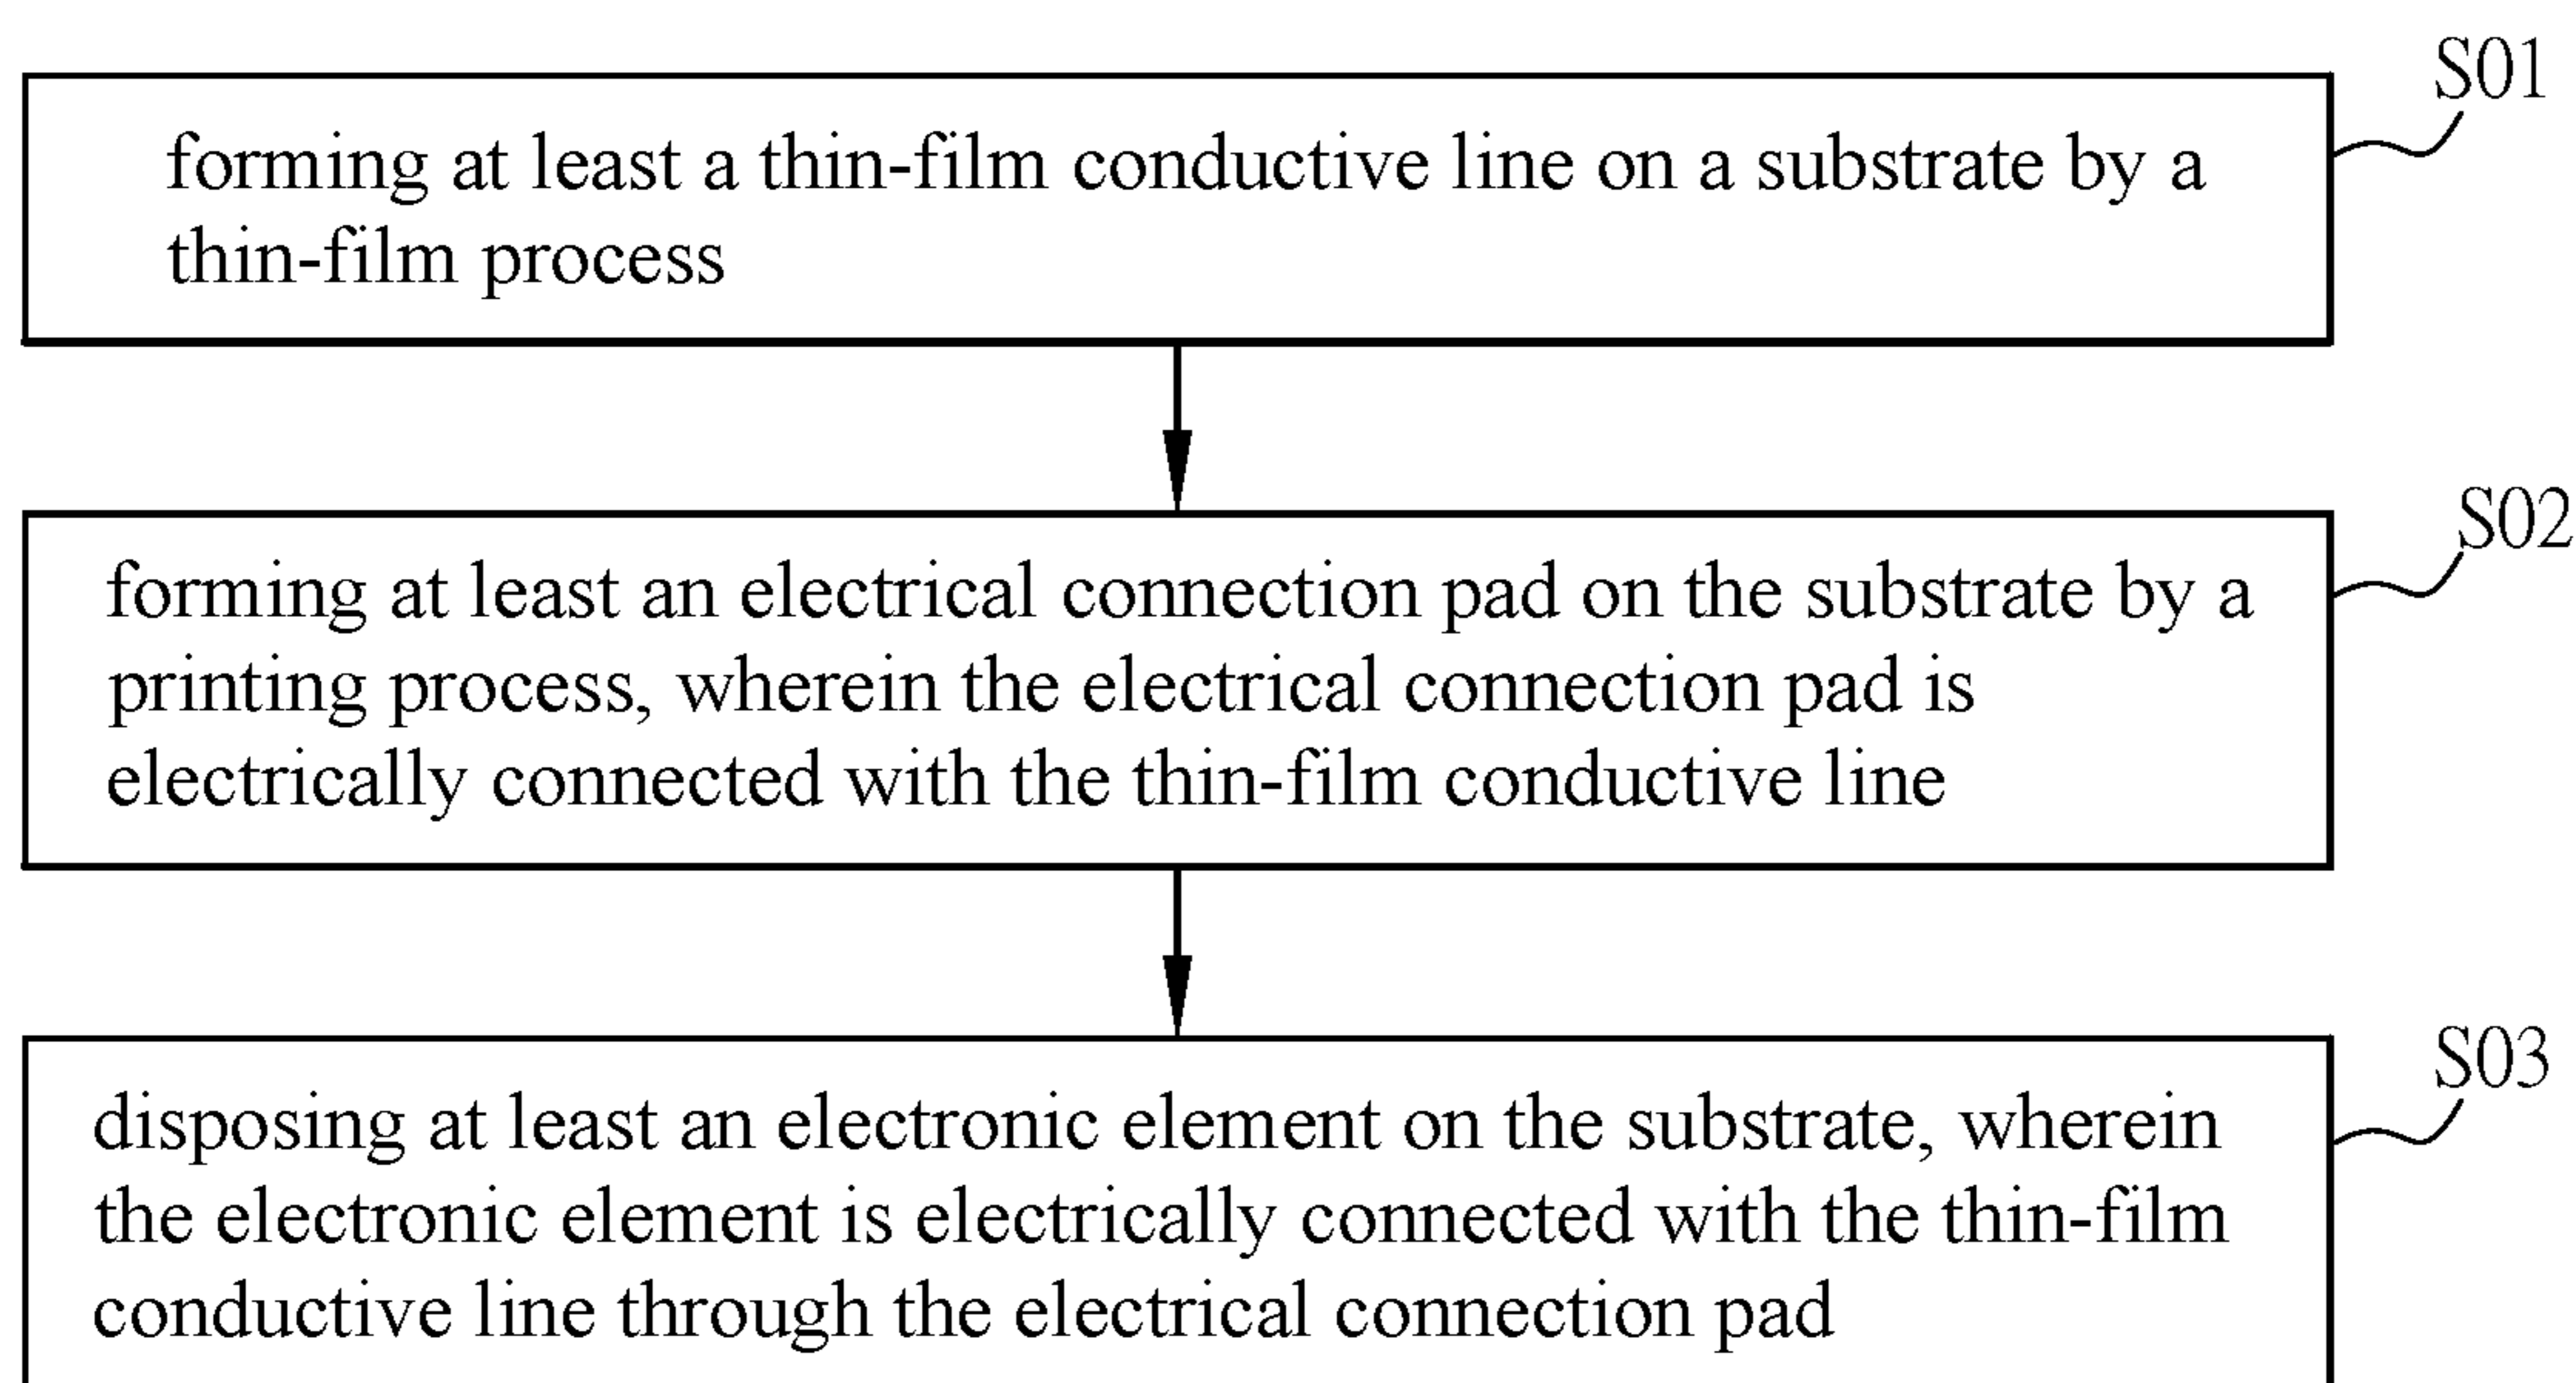 S01
forming at least a thin-film conductive line on a substrate by a
thin-film process
S02
forming at least an electrical connection pad on the substrate by a
printing process, wherein the electrical connection pad is
electrically connected with the thin-film conductive line
S03
disposing at least an electronic element on the substrate, wherein
the electronic element is electrically connected with the thin-film
conductive line through the electrical connection pad